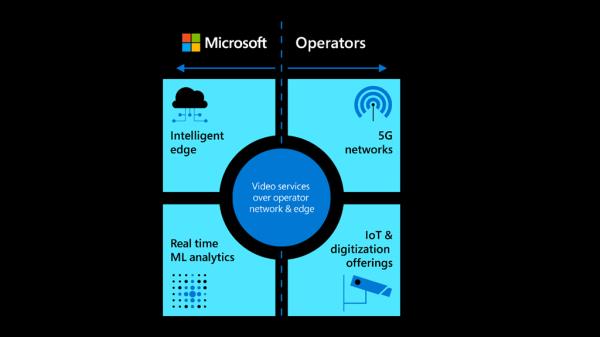 Microsoft
Operators
Intelligent
edge
5G
networks
Video services
over operator
network & edge
Real time
ML analytics
IoT &
digitization
offerings